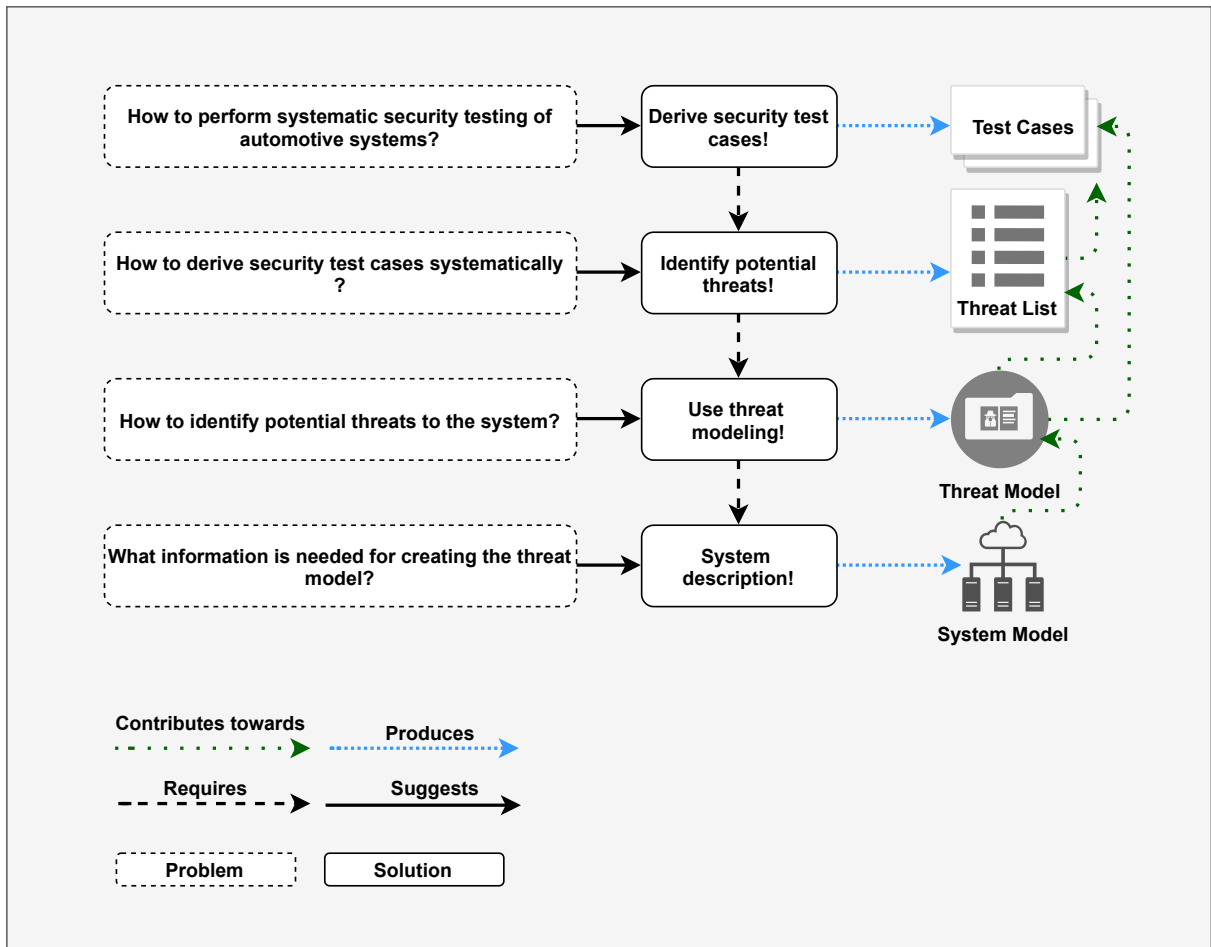 How to perform systematic security testing of
automotive systems?
Derive security test
cases!
Test Cases
How to derive security test cases systematically
?
Identify potential
threats!
Threat List
How to identify potential threats to the system?
Use threat
modeling!
Threat Model
What information is needed for creating the threat
model?
System
description!
System Model
Contributes towards
Produces
Requires
Suggests
Problem
Solution